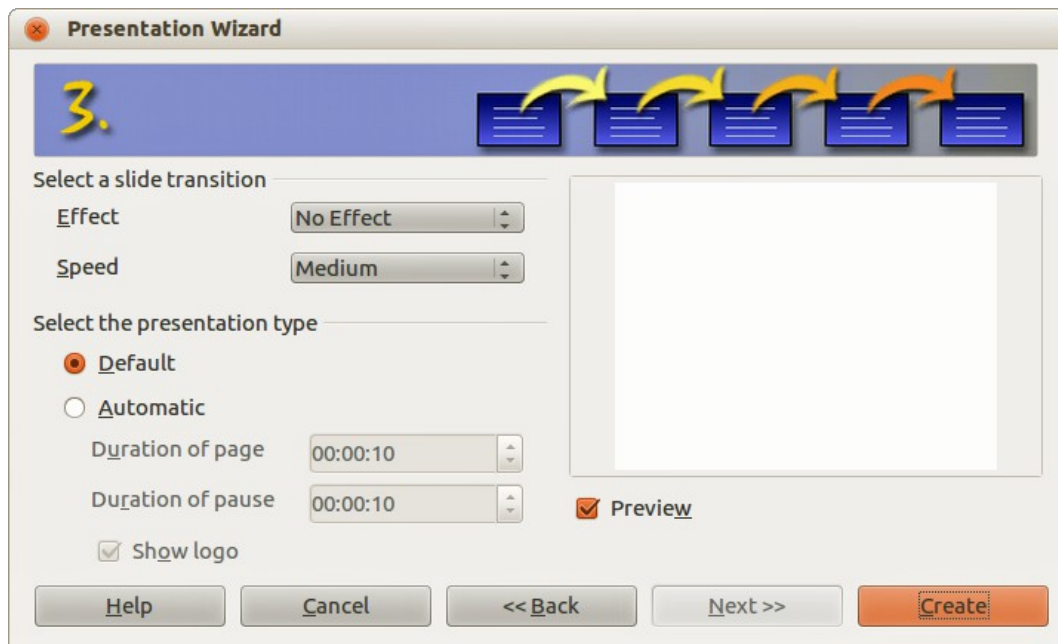 Presentation Wizard
3.
Select a slide transition
Effect No Effect
Speed Medium
Select the presentation type
Default
Automatic
Duration of page 00:00:10
Duration of pause 00:00:10
Preview
Show logo
Help Cancel << Back Next >> Create